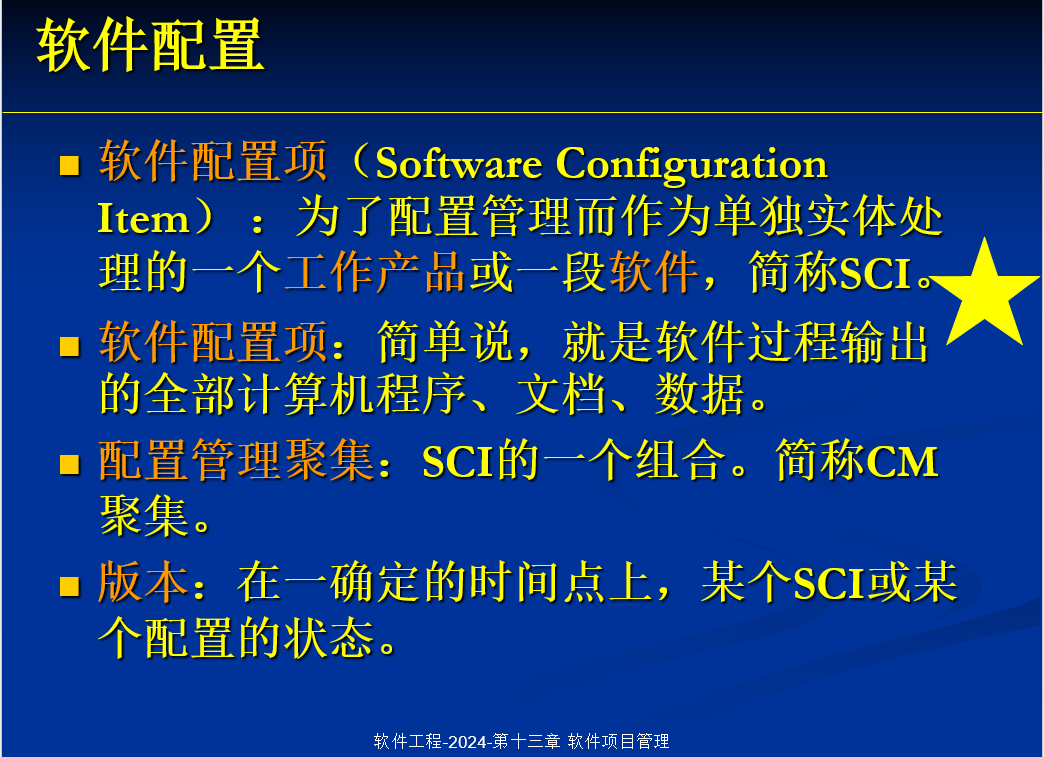 软件配置
软件配置项（Software Configuration
Item）：为了配置管理而作为单独实体处
理的一个工作产品或一段软件，简称SCI。
软件配置项：简单说，就是软件过程输出
的全部计算机程序、文档、数据。
配置管理聚集：SCI的一个组合。简称CM
聚集。
版本：在一确定的时间点上，某个SCI或某
个配置的状态。
软件工程-2024-第十三章 软件项目管理